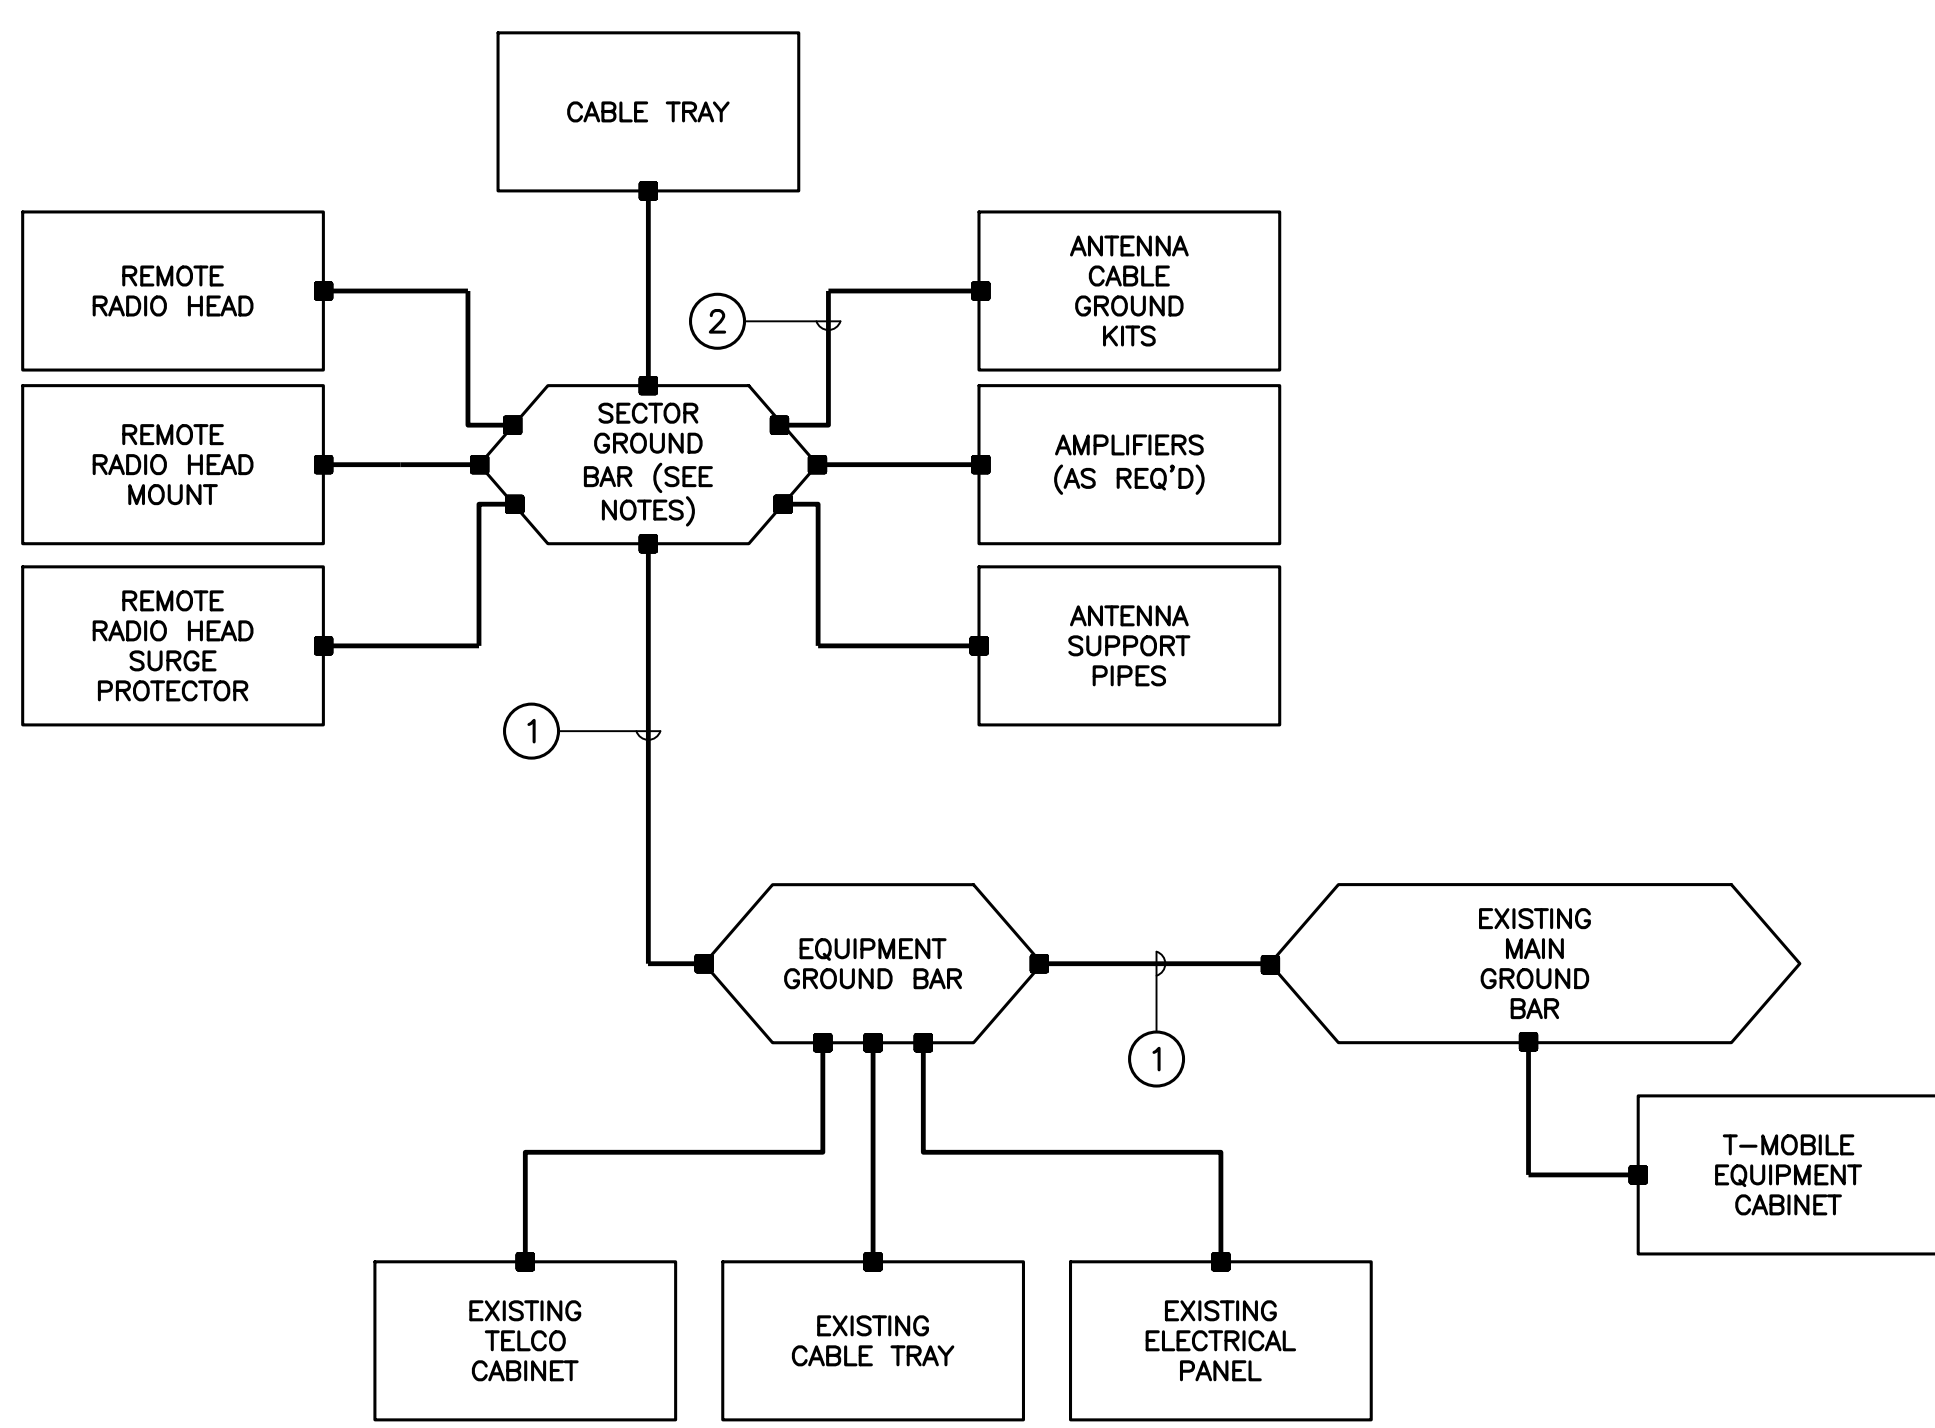 CABLE TRAY
REMOTE
RADIO HEAD
ANTENNA
CABLE
GROUND
KITS
2
REMOTE
RADIO HEAD
MOUNT
SECTOR
GROUND
BAR (SEE
NOTES)
AMPLIFIERS
(AS REQ'D)
REMOTE
RADIO HEAD
SURGE
PROTECTOR
ANTENNA
SUPPORT
PIPES
1
EQUIPMENT
GROUND BAR
EXISTING
MAIN
GROUND
BAR
1
T-MOBILE
EQUIPMENT
CABINET
EXISTING
TELCO
CABINET
EXISTING
CABLE TRAY
EXISTING
ELECTRICAL
PANEL